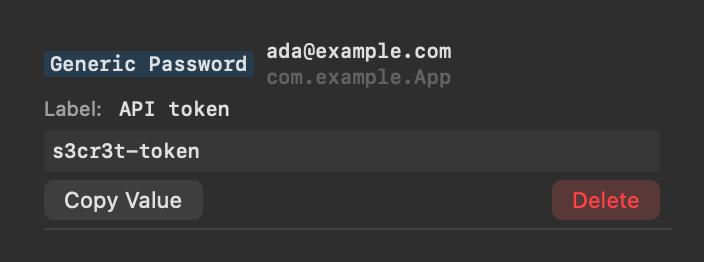 Generic Password
ada@example.com
com.example.App
Label: API token
s3cr3t-token
Copy Value
Delete